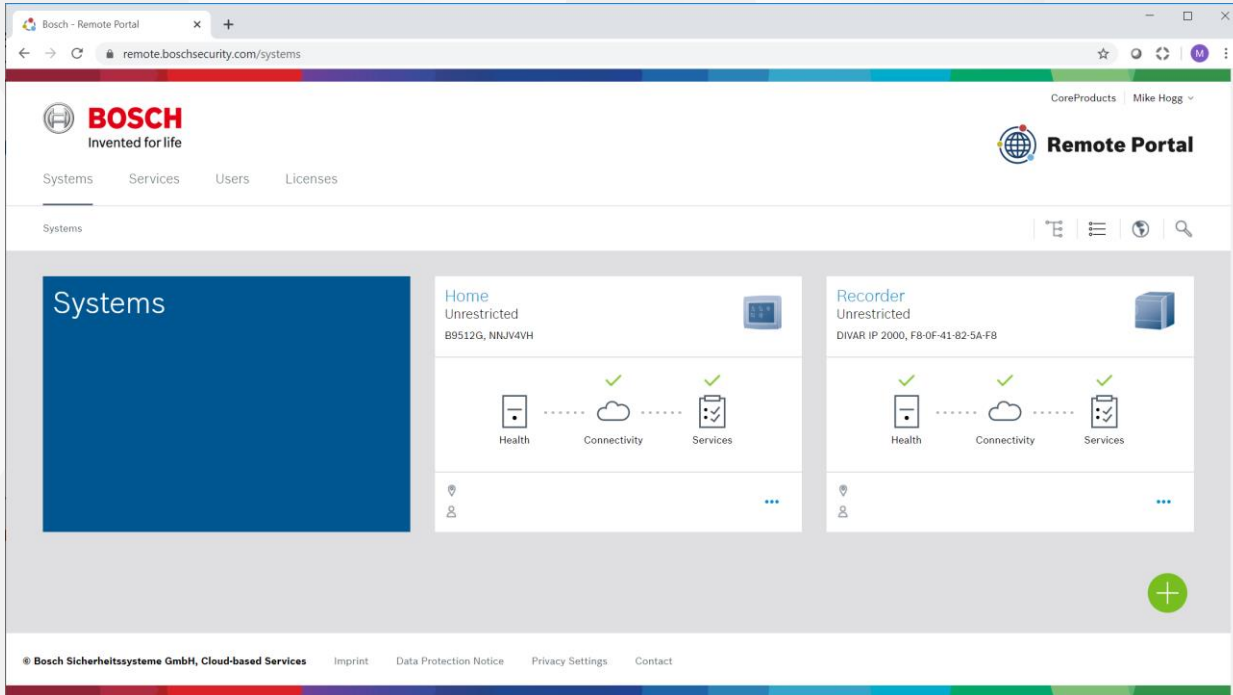 Bosch - Remote Portal
remote.boschsecurity.com/systems
M
CoreProducts Mike Hogg
BOSCH
Invented for life
Remote Portal
Systems Services Users Licenses
Systems
Systems
Home
Unrestricted
B9512G, NNJV4VH
Health Connectivity Services
Recorder
Unrestricted
DIVAR IP 2000, F8-0F-41-82-5A-F8
Health Connectivity Services
© Bosch Sicherheitssysteme GmbH, Cloud-based Services Imprint Data Protection Notice Privacy Settings Contact